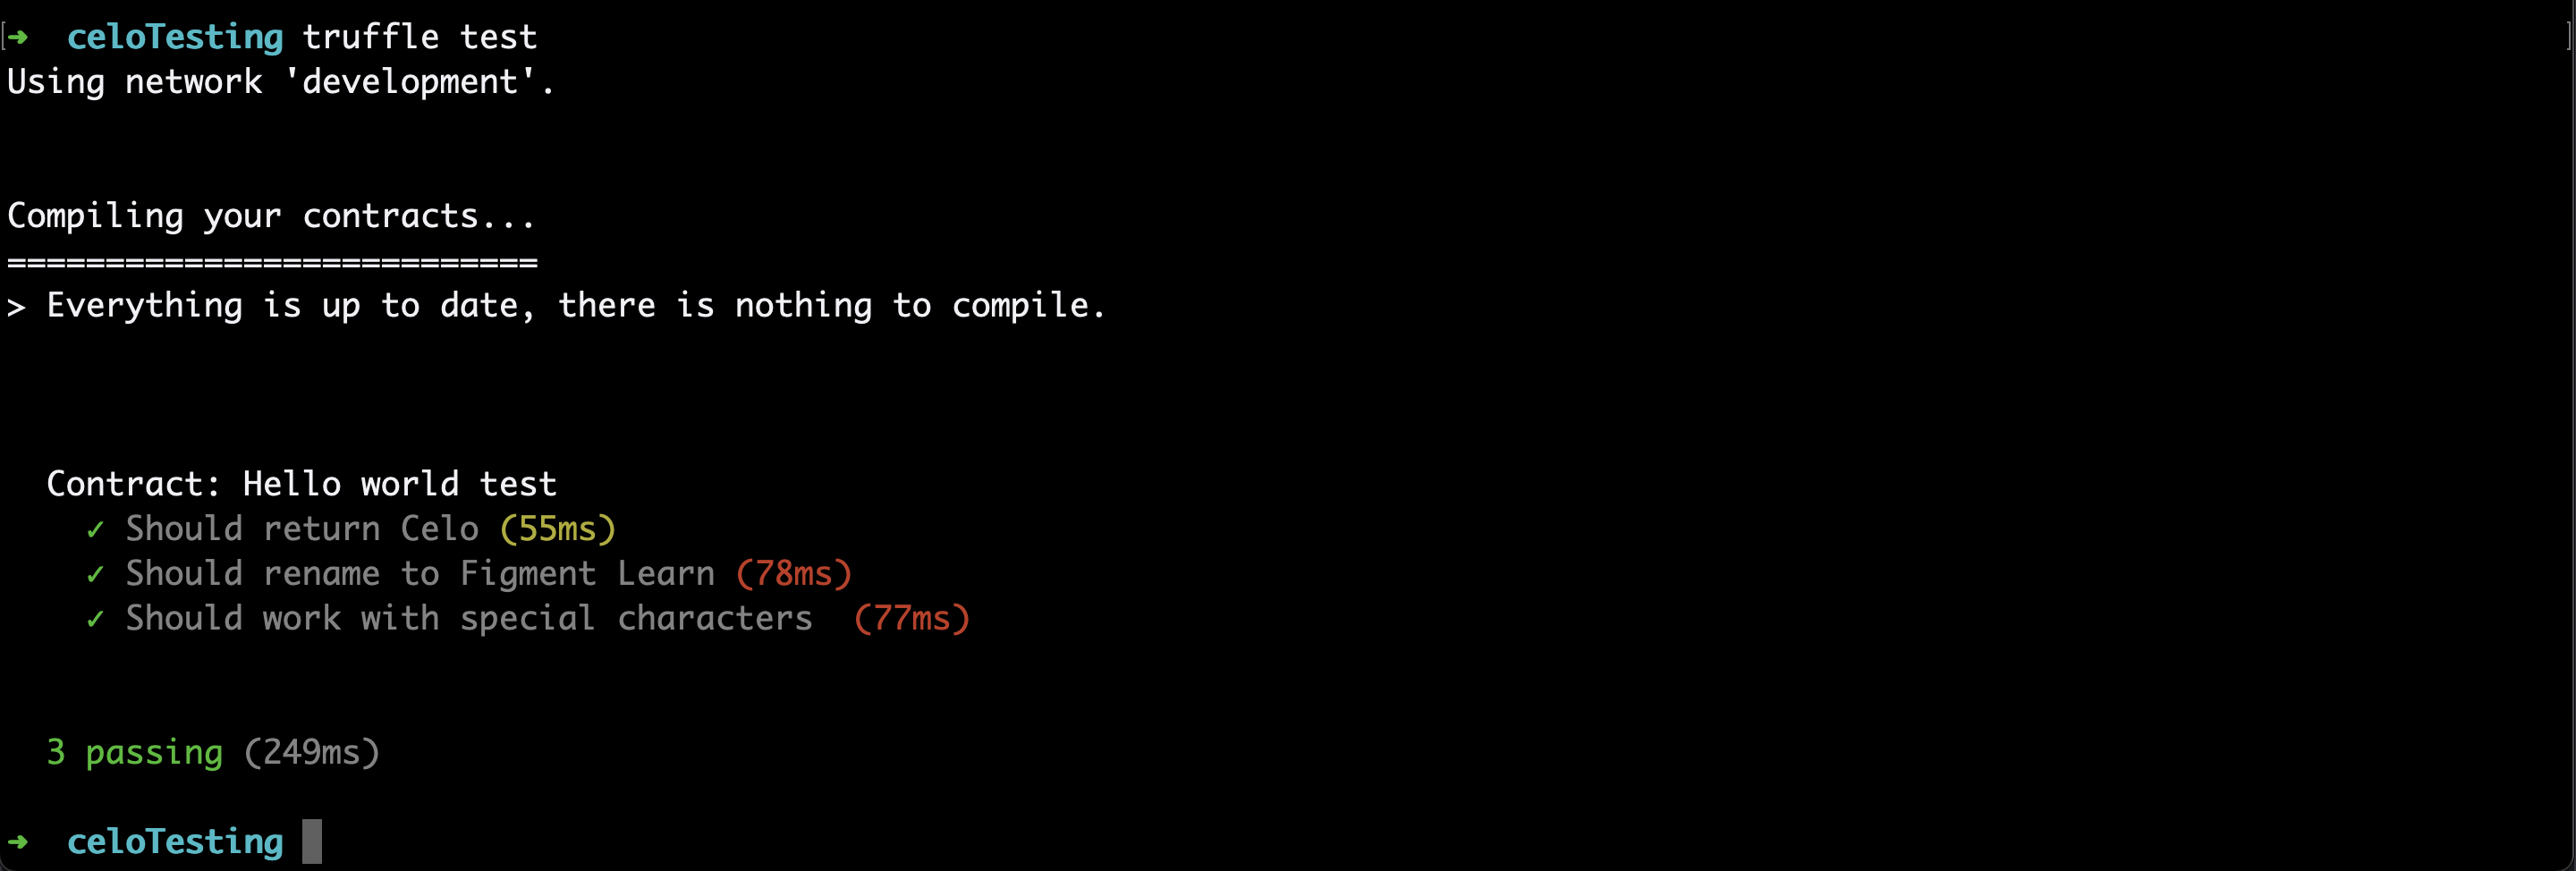 ➜  celoTesting truffle test
Using network 'development'.
Compiling your contracts...
===========================
> Everything is up to date, there is nothing to compile.
Contract: Hello world test
✓ Should return Celo (55ms)
✓ Should rename to Figment Learn (78ms)
✓ Should work with special characters  (77ms)
3 passing (249ms)
➜  celoTesting